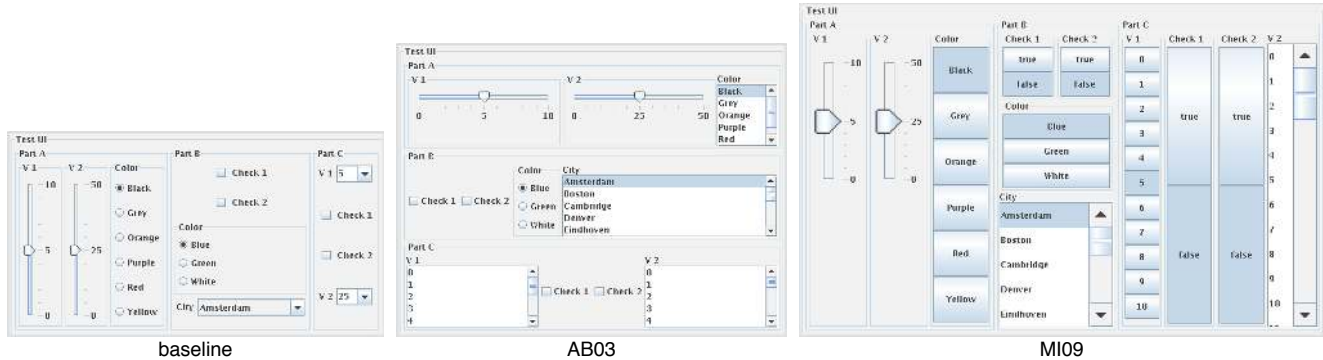 Test UI
Part A
V 1
V 2
Color
10
5
0
50
25
0
Black
Grey
Orange
Purple
Red
Yellow
Part B
Check 1
Check 2
Color
Blue
Green
White
City Amsterdam
Part C
V 1 5
Check 1
Check 2
V 2 25
baseline
Test UI
Part A
V 1
0 5 10
V 2
0 25 50
Color
Black
Grey
Orange
Purple
Red
Part B
Check 1 Check 2
Color
Blue
Green
White
City
Amsterdam
Boston
Cambridge
Denver
Eindhoven
Part C
V 1
0
1
2
3
4
Check 1 Check 2
V 2
0
1
2
3
4
AB03
Test UI
Part A
V 1
10
5
0
V 2
50
25
0
Color
Black
Grey
Orange
Purple
Red
Yellow
Part B
Check 1
true
false
Check 2
true
false
Color
Blue
Green
White
City
Amsterdam
Boston
Cambridge
Denver
Eindhoven
Part C
V 1
0
1
2
3
4
5
6
7
8
9
10
Check 1
true
false
Check 2
true
false
V 2
0
1
2
3
4
5
6
7
8
9
10
MI09